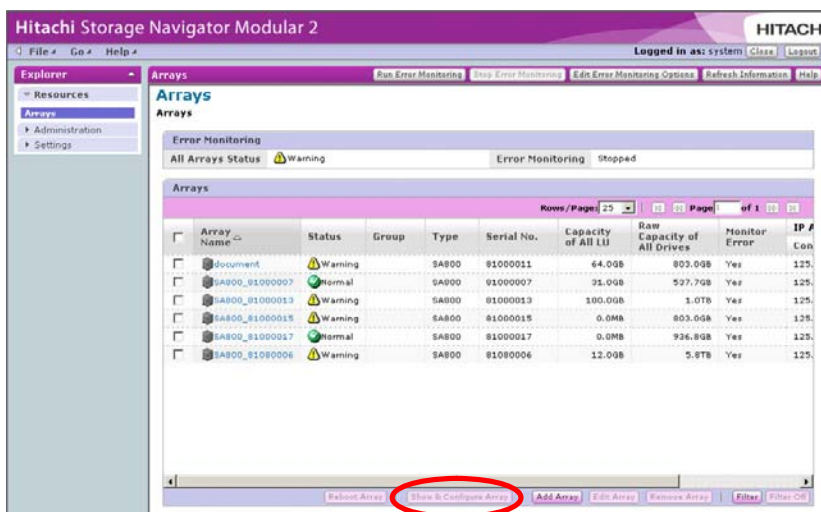 Hitachi Storage Navigator Modular 2
HITACH
File Go Help
Logged in as: system Close Logout
Explorer
Arrays Run Error Monitoring Stop Error Monitoring Edit Error Monitoring Options Refresh Information Help
Resources
Arrays
Administration
Settings
Arrays
Arrays
Error Monitoring
All Arrays Status Warning Error Monitoring Stopped
Arrays
Rows/Page: 25 Page of 1
Array Name Status Group Type Serial No. Capacity of All LU Raw Capacity of All Drives Monitor Error IP A Con
document Warning SA800 81000011 64.0GB 803.0GB Yes 125.
SA800_81000007 Normal SA800 81000007 31.0GB 537.7GB Yes 125.
SA800_81000013 Warning SA800 81000013 100.0GB 1.0TB Yes 125.
SA800_81000015 Warning SA800 81000015 0.0MB 803.0GB Yes 125.
SA800_81000017 Normal SA800 81000017 0.0MB 936.8GB Yes 125.
SA800_81080006 Warning SA800 81080006 12.0GB 5.8TB Yes 125.
Reboot Array Show & Configure Array Add Array Edit Array Remove Array Filter Filter Off